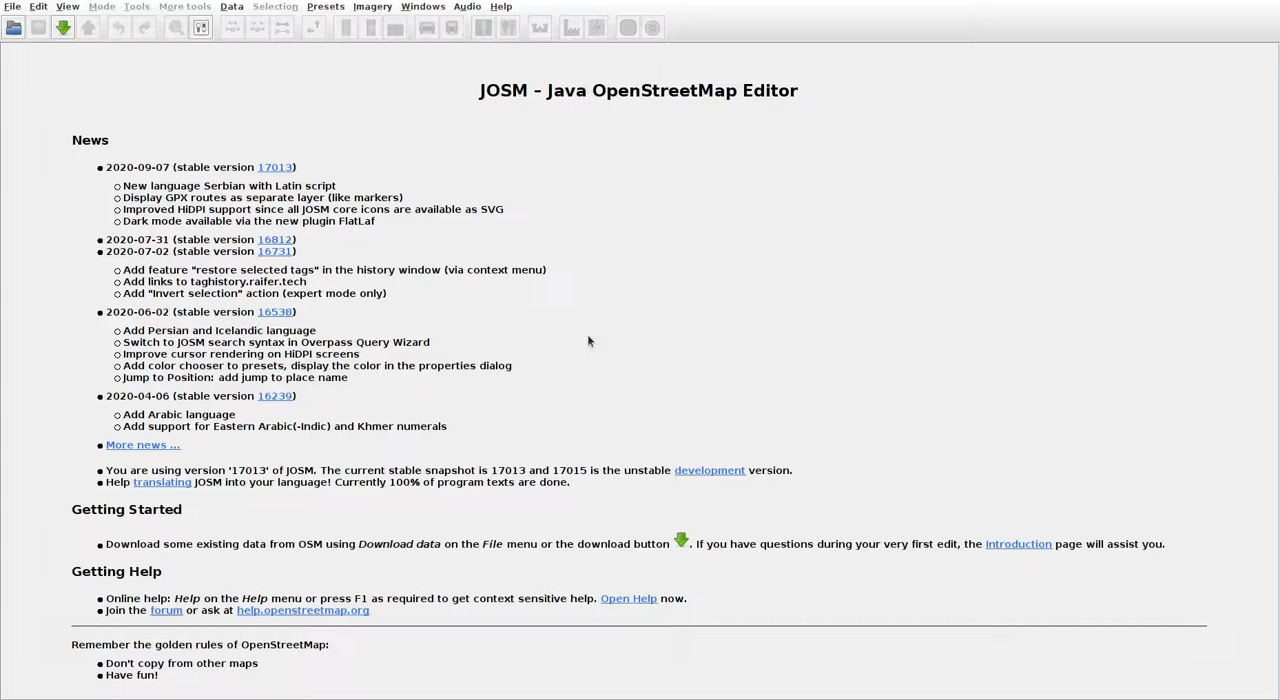 File Edit View Mode Tools More tools Data Selection Presets Imagery Windows Audio Help
JOSM – Java OpenStreetMap Editor
News
2020-09-07 (stable version 17013)
New language Serbian with Latin script
Display GPX routes as separate layer (like markers)
Improved HiDPI support since all JOSM core icons are available as SVG
Dark mode available via the new plugin FlatLaf
2020-07-31 (stable version 16812)
2020-07-02 (stable version 16731)
Add feature "restore selected tags" in the history window (via context menu)
Add links to taghistory.raifer.tech
Add "Invert selection" action (expert mode only)
2020-06-02 (stable version 16538)
Add Persian and Icelandic language
Switch to JOSM search syntax in Overpass Query Wizard
Improve cursor rendering on HiDPI screens
Add color chooser to presets, display the color in the properties dialog
Jump to Position: add jump to place name
2020-04-06 (stable version 16239)
Add Arabic language
Add support for Eastern Arabic(-Indic) and Khmer numerals
More news ...
You are using version '17013' of JOSM. The current stable snapshot is 17013 and 17015 is the unstable development version.
Help translating JOSM into your language! Currently 100% of program texts are done.
Getting Started
Download some existing data from OSM using Download data on the File menu or the download button . If you have questions during your very first edit, the Introduction page will assist you.
Getting Help
Online help: Help on the Help menu or press F1 as required to get context sensitive help. Open Help now.
Join the forum or ask at help.openstreetmap.org
Remember the golden rules of OpenStreetMap:
Don't copy from other maps
Have fun!